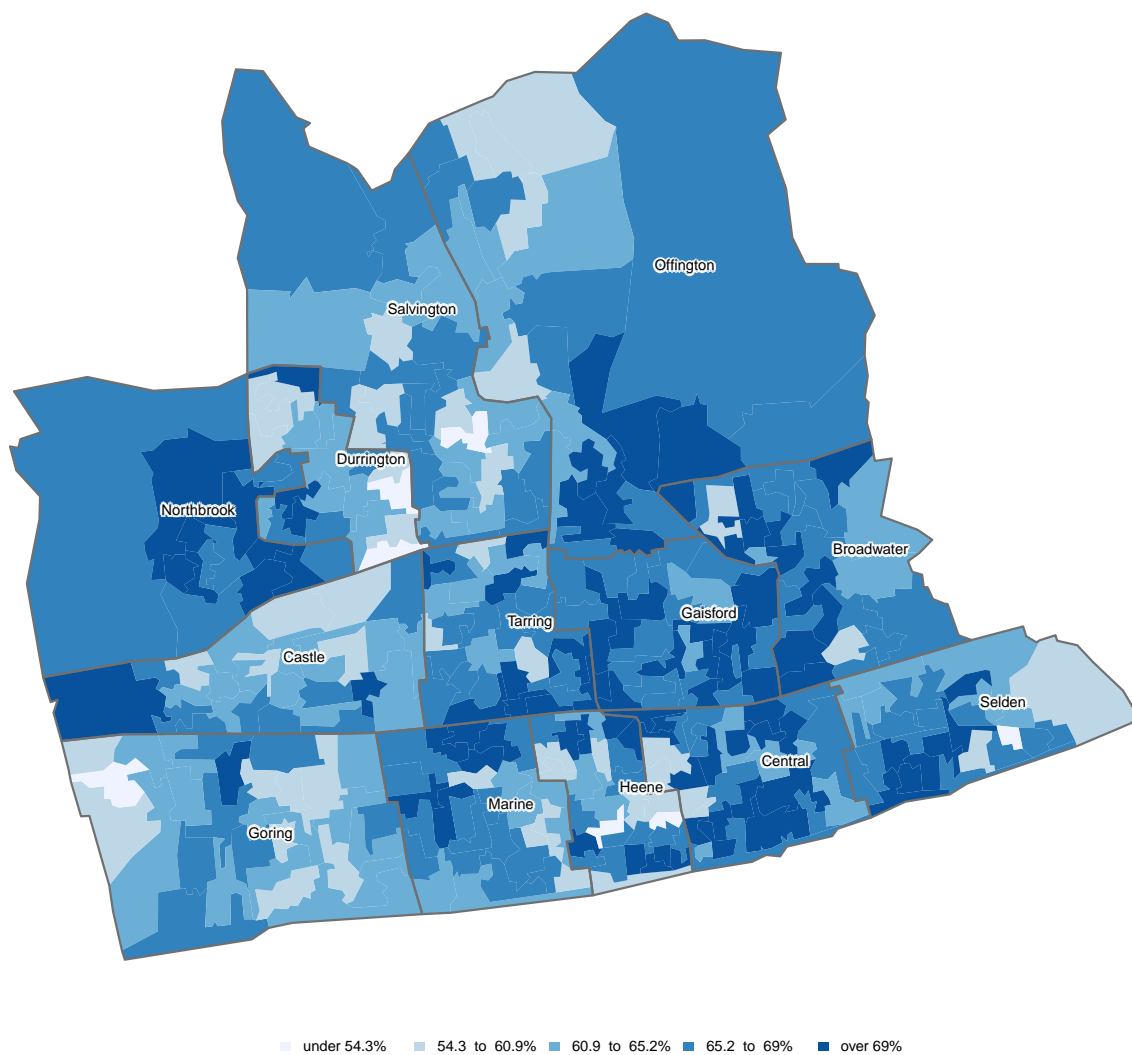 Offington
Salvington
Durrington
Northbrook
Broadwater
Gaisford
Tarring
Castle
Selden
Central
Heene
Marine
Goring
under 54.3% 54.3 to 60.9% 60.9 to 65.2% 65.2 to 69% over 69%